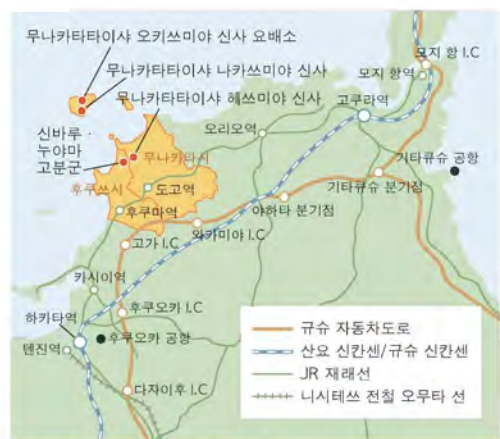 무나카타타이샤 오키쓰미야 신사 요배소
무나카타타이샤 나카쓰미야 신사
무나카타타이샤 헤쓰미야 신사
신바루 ·
누야마
고분군
무나카타시
후쿠쓰시
도고역
후쿠마역
오리오역
고쿠라역
모지 항 I.C
모지 항역
기타큐슈 공항
기타큐슈 분기점
야하타 분기점
와카미야 I.C
고가 I.C
카시이역
하카타역
후쿠오카 I.C
후쿠오카 공항
텐진역
다자이후 I.C
규슈 자동차도로
산요 신칸센/규슈 신칸센
JR 재래선
니시테쓰 전철 오무타 선